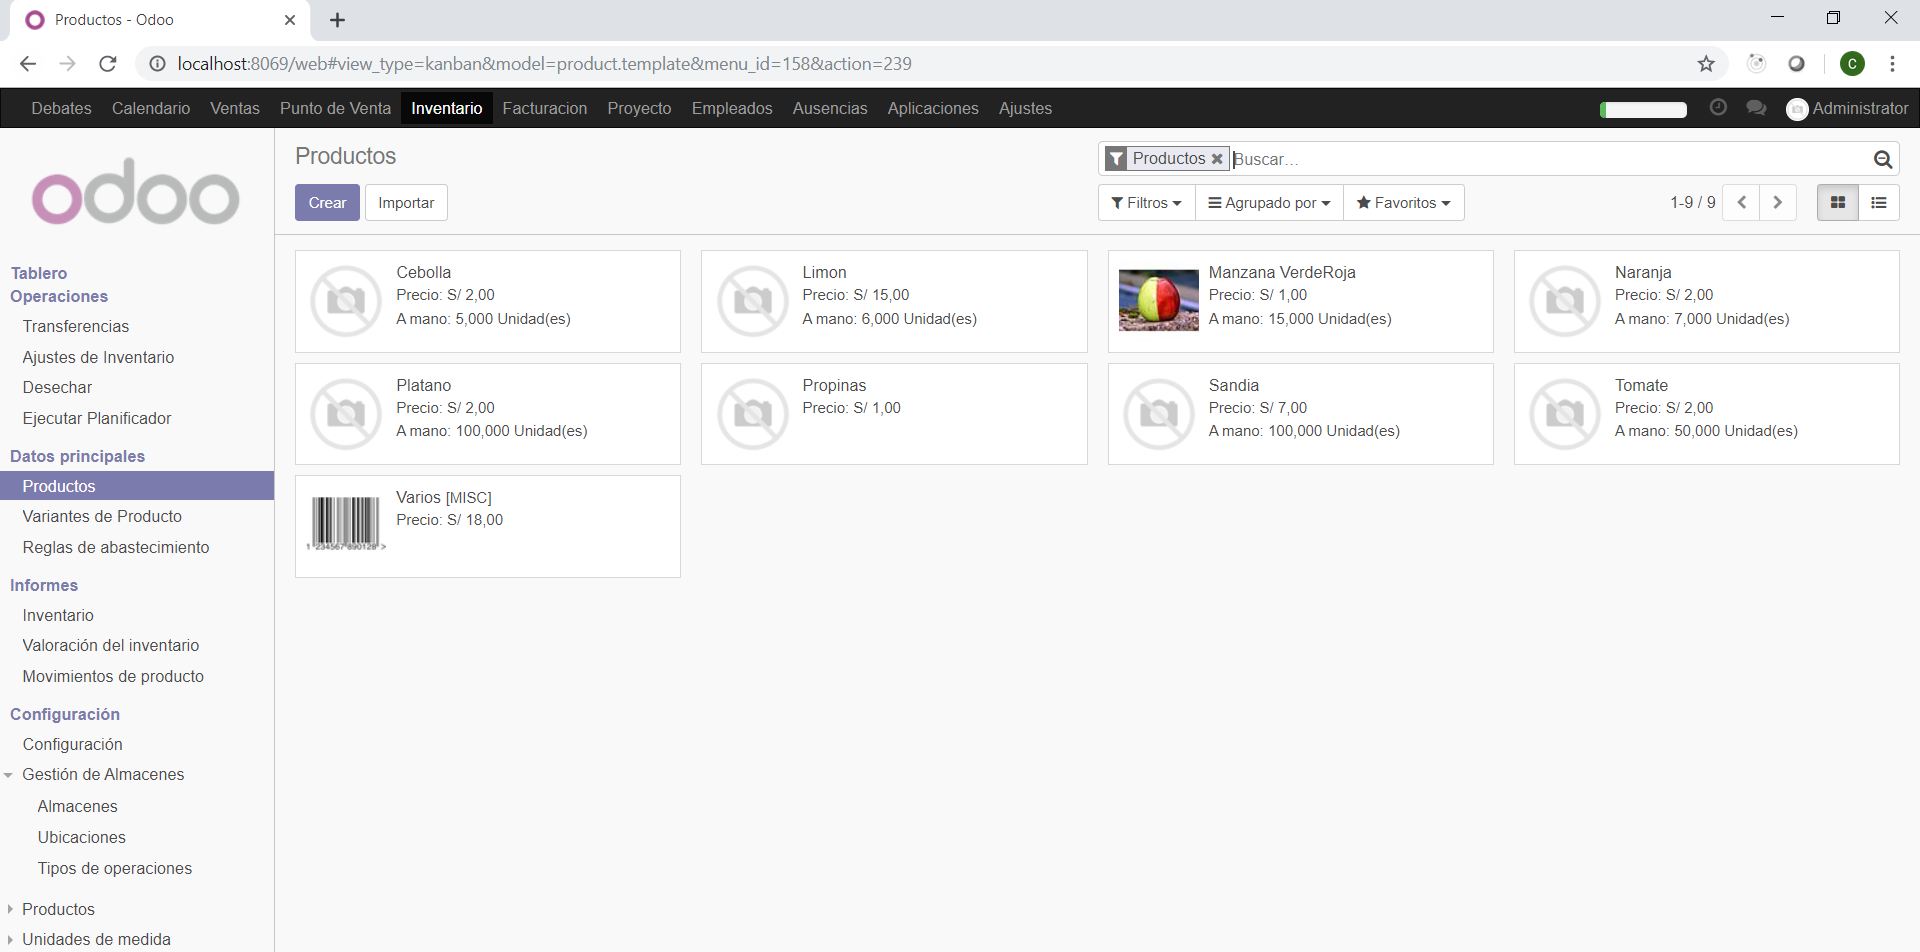 Productos - Odoo
localhost:8069/web#view_type=kanban&model=product.template&menu_id=158&action=239
C
Debates Calendario Ventas Punto de Venta Inventario Facturacion Proyecto Empleados Ausencias Aplicaciones Ajustes Administrator
odoo
Tablero
Operaciones
Transferencias
Ajustes de Inventario
Desechar
Ejecutar Planificador
Datos principales
Productos
Variantes de Producto
Reglas de abastecimiento
Informes
Inventario
Valoración del inventario
Movimientos de producto
Configuración
Configuración
Gestión de Almacenes
Almacenes
Ubicaciones
Tipos de operaciones
Productos
Unidades de medida
Productos
Productos Buscar...
Crear Importar
Filtros Agrupado por Favoritos 1-9 / 9
Cebolla
Precio: S/ 2,00
A mano: 5,000 Unidad(es)
Limon
Precio: S/ 15,00
A mano: 6,000 Unidad(es)
Manzana VerdeRoja
Precio: S/ 1,00
A mano: 15,000 Unidad(es)
Naranja
Precio: S/ 2,00
A mano: 7,000 Unidad(es)
Platano
Precio: S/ 2,00
A mano: 100,000 Unidad(es)
Propinas
Precio: S/ 1,00
Sandia
Precio: S/ 7,00
A mano: 100,000 Unidad(es)
Tomate
Precio: S/ 2,00
A mano: 50,000 Unidad(es)
1 234567 890128 >
Varios [MISC]
Precio: S/ 18,00